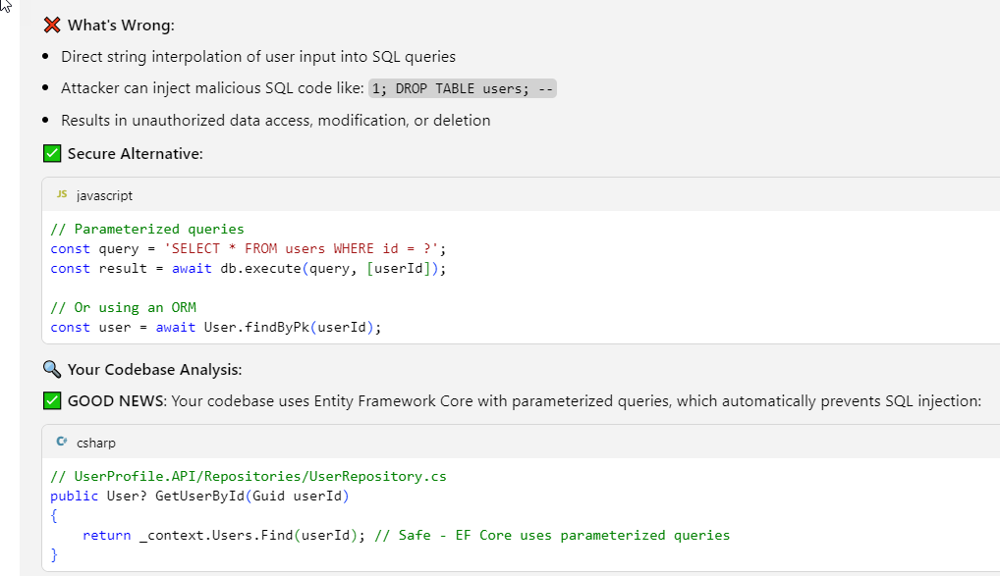 ❌ What's Wrong:
• Direct string interpolation of user input into SQL queries
• Attacker can inject malicious SQL code like: 1; DROP TABLE users; --
• Results in unauthorized data access, modification, or deletion
✅ Secure Alternative:
JS javascript
// Parameterized queries
const query = 'SELECT * FROM users WHERE id = ?';
const result = await db.execute(query, [userId]);
// Or using an ORM
const user = await User.findByPk(userId);
🔍 Your Codebase Analysis:
✅ GOOD NEWS: Your codebase uses Entity Framework Core with parameterized queries, which automatically prevents SQL injection:
C# csharp
// UserProfile.API/Repositories/UserRepository.cs
public User? GetUserById(Guid userId)
{
    return _context.Users.Find(userId); // Safe - EF Core uses parameterized queries
}